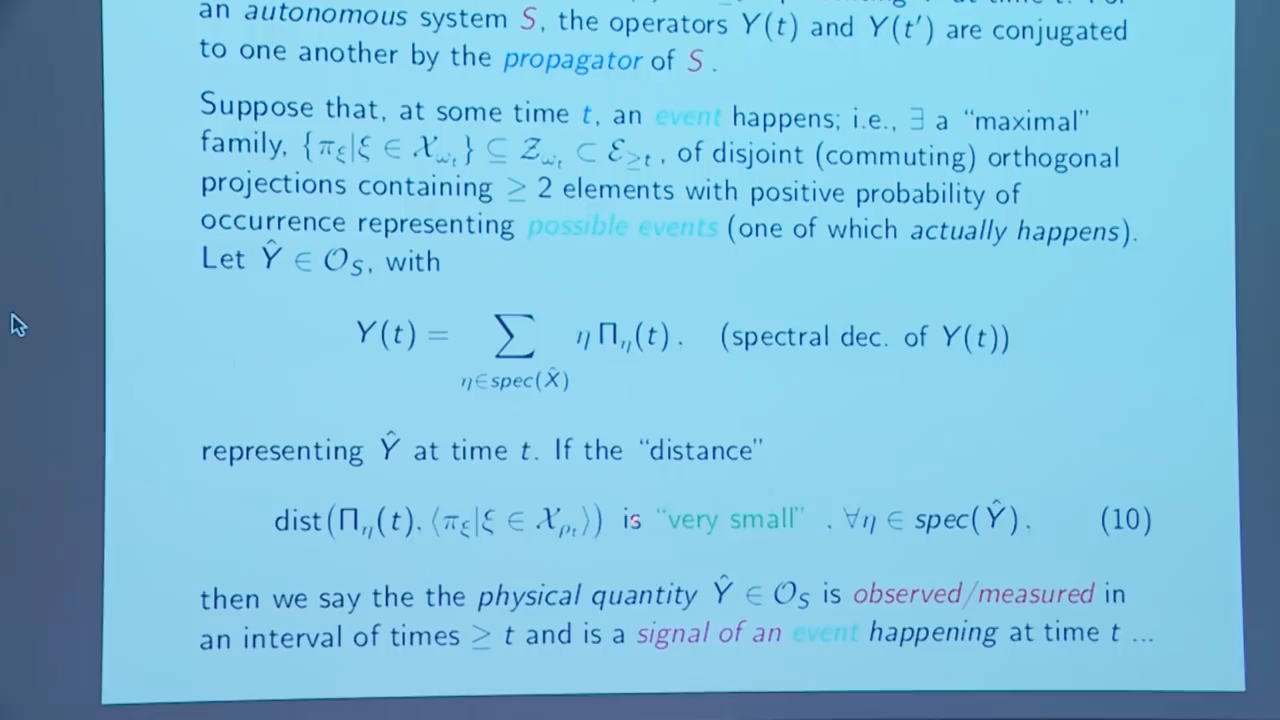 an autonomous system S, the operators Y(t) and Y(t′) are conjugated
to one another by the propagator of S .
Suppose that, at some time t, an event happens; i.e., ∃ a “maximal”
family, {π_ξ|ξ ∈ 𝒳_{ω_t}} ⊆ 𝒵_{ω_t} ⊂ ℰ_{≥t}, of disjoint (commuting) orthogonal
projections containing ≥ 2 elements with positive probability of
occurrence representing possible events (one of which actually happens).
Let Ŷ ∈ 𝒪_S, with
Y(t) = ∑_{η∈spec(X̂)} η Π_η(t), (spectral dec. of Y(t))
representing Ŷ at time t. If the “distance”
dist(Π_η(t), ⟨π_ξ|ξ ∈ 𝒳_{ρ_t}⟩) is “very small” , ∀η ∈ spec(Ŷ), (10)
then we say the the physical quantity Ŷ ∈ 𝒪_S is observed/measured in
an interval of times ≥ t and is a signal of an event happening at time t ...